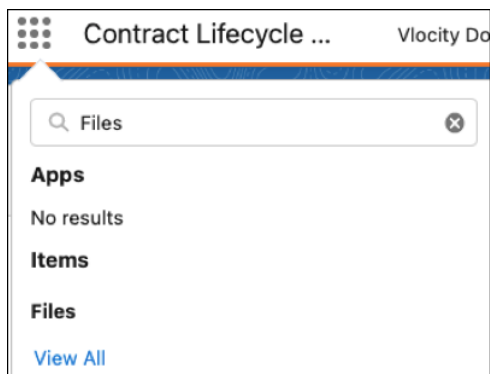 Contract Lifecycle ...
Vlocity Do
Files
Apps
No results
Items
Files
View All